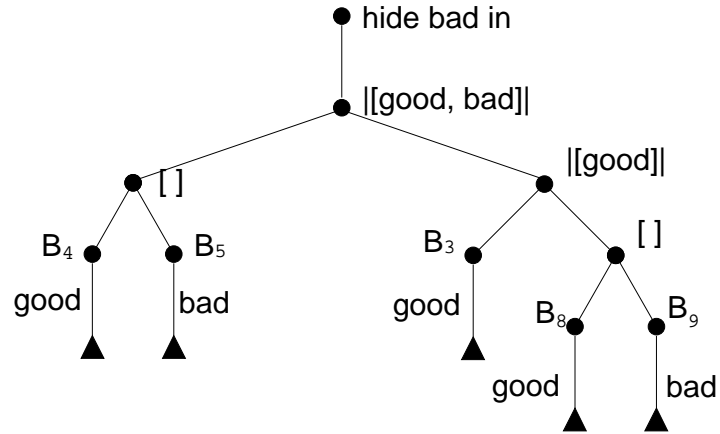 hide bad in
|[good, bad]|
[ ]
|[good]|
B₄
B₅
B₃
[ ]
good
bad
good
B₈
B₉
good
bad